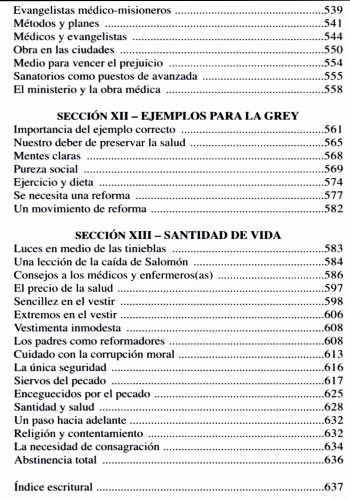 Evangelistas médico-misioneros ....................................539
Métodos y planes ....................................541
Médicos y evangelistas ....................................544
Obra en las ciudades ....................................550
Medio para vencer el prejuicio ....................................554
Sanatorios como puestos de avanzada ....................................555
El ministerio y la obra médica ....................................558
SECCIÓN XII – EJEMPLOS PARA LA GREY
Importancia del ejemplo correcto ....................................561
Nuestro deber de preservar la salud ....................................565
Mentes claras ....................................568
Pureza social ....................................569
Ejercicio y dieta ....................................574
Se necesita una reforma ....................................577
Un movimiento de reforma ....................................582
SECCIÓN XIII – SANTIDAD DE VIDA
Luces en medio de las tinieblas ....................................583
Una lección de la caída de Salomón ....................................584
Consejos a los médicos y enfermeros(as) ....................................586
El precio de la salud ....................................597
Sencillez en el vestir ....................................598
Extremos en el vestir ....................................606
Vestimenta inmodesta ....................................608
Los padres como reformadores ....................................608
Cuidado con la corrupción moral ....................................613
La única seguridad ....................................616
Siervos del pecado ....................................617
Enceguecidos por el pecado ....................................625
Santidad y salud ....................................628
Un paso hacia adelante ....................................632
Religión y contentamiento ....................................632
La necesidad de consagración ....................................634
Abstinencia total ....................................636
Índice escritural ....................................637